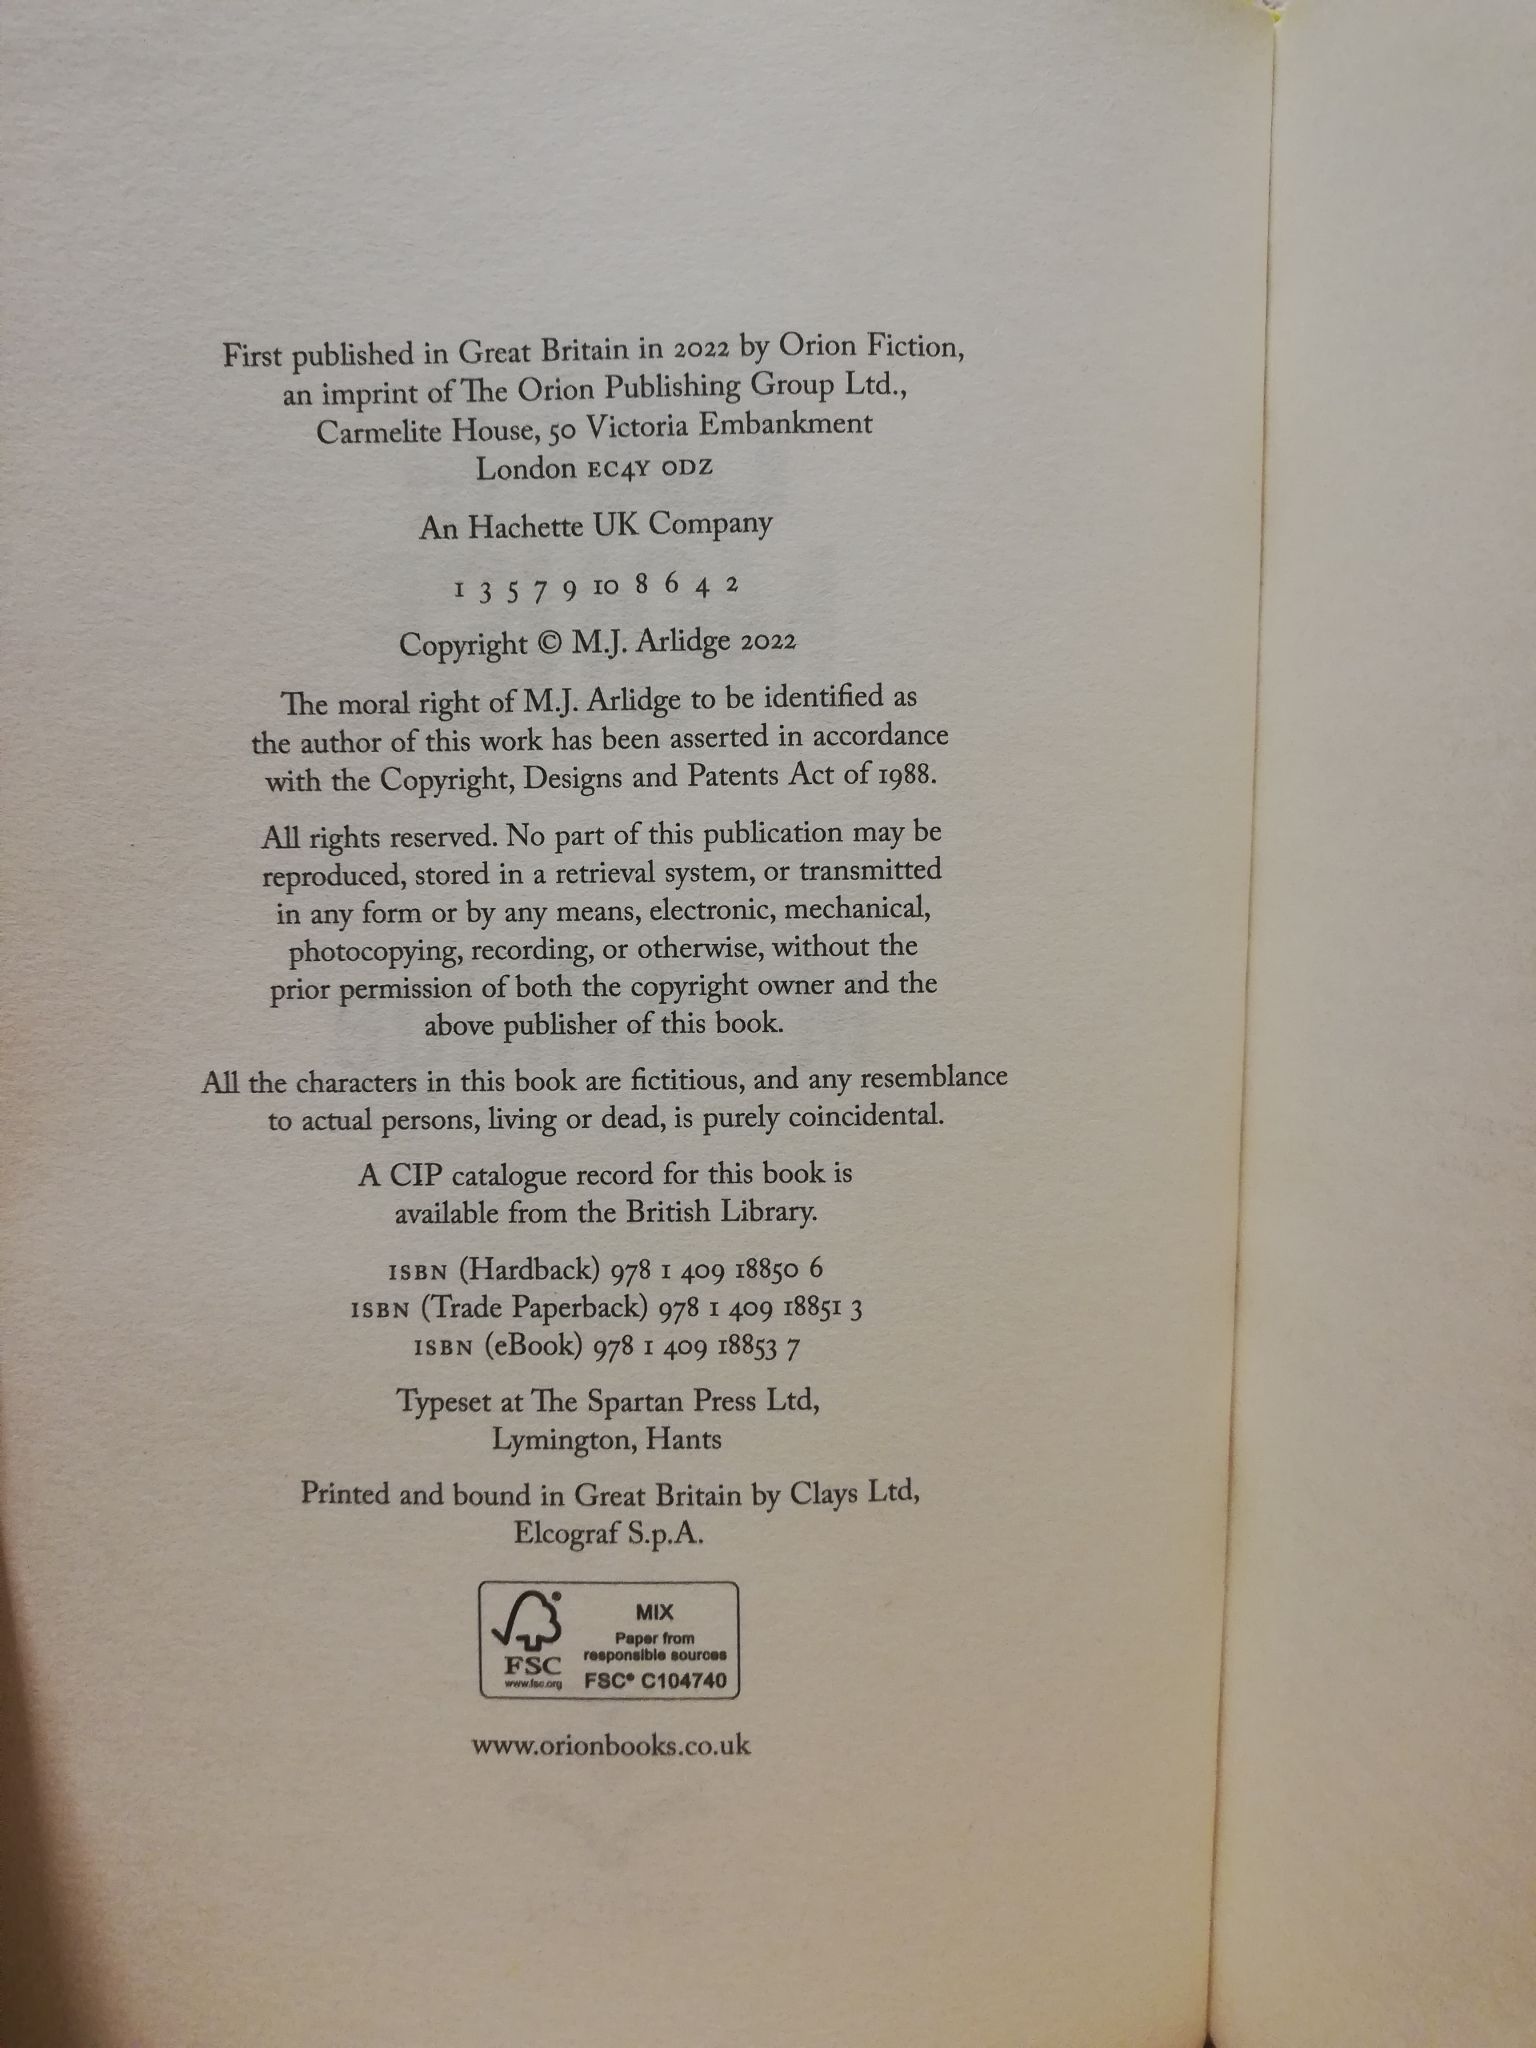 First published in Great Britain in 2022 by Orion Fiction,
an imprint of The Orion Publishing Group Ltd.,
Carmelite House, 50 Victoria Embankment
London EC4Y 0DZ
An Hachette UK Company
1 3 5 7 9 10 8 6 4 2
Copyright © M.J. Arlidge 2022
The moral right of M.J. Arlidge to be identified as
the author of this work has been asserted in accordance
with the Copyright, Designs and Patents Act of 1988.
All rights reserved. No part of this publication may be
reproduced, stored in a retrieval system, or transmitted
in any form or by any means, electronic, mechanical,
photocopying, recording, or otherwise, without the
prior permission of both the copyright owner and the
above publisher of this book.
All the characters in this book are fictitious, and any resemblance
to actual persons, living or dead, is purely coincidental.
A CIP catalogue record for this book is
available from the British Library.
ISBN (Hardback) 978 1 409 18850 6
ISBN (Trade Paperback) 978 1 409 18851 3
ISBN (eBook) 978 1 409 18853 7
Typeset at The Spartan Press Ltd,
Lymington, Hants
Printed and bound in Great Britain by Clays Ltd,
Elcograf S.p.A.
FSC
www.fsc.org
MIX
Paper from
responsible sources
FSC® C104740
www.orionbooks.co.uk